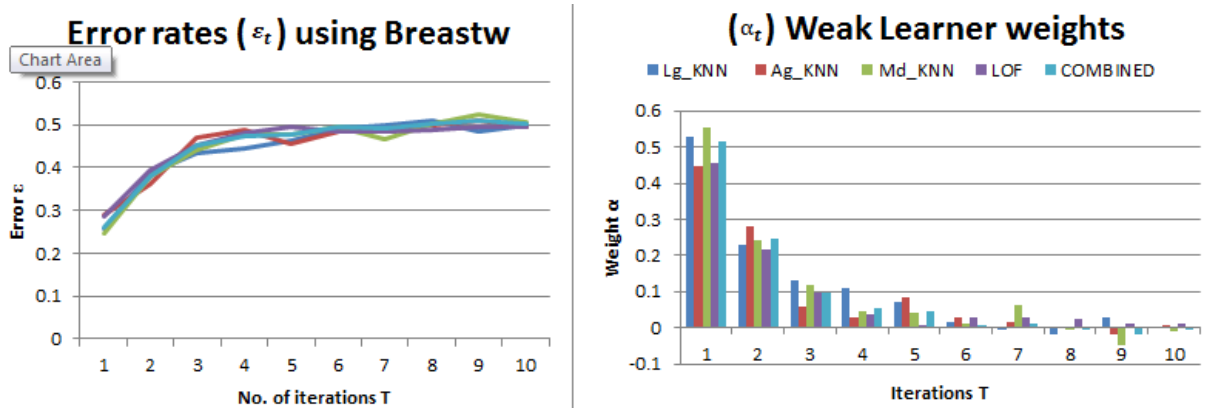 Error rates (εt) using Breastw
Chart Area
0.6
0.5
0.4
0.3
0.2
0.1
0
Error ε
1 2 3 4 5 6 7 8 9 10
No. of iterations T
(αt) Weak Learner weights
Lg_KNN Ag_KNN Md_KNN LOF COMBINED
0.6
0.5
0.4
0.3
0.2
0.1
0
-0.1
Weight α
1 2 3 4 5 6 7 8 9 10
Iterations T